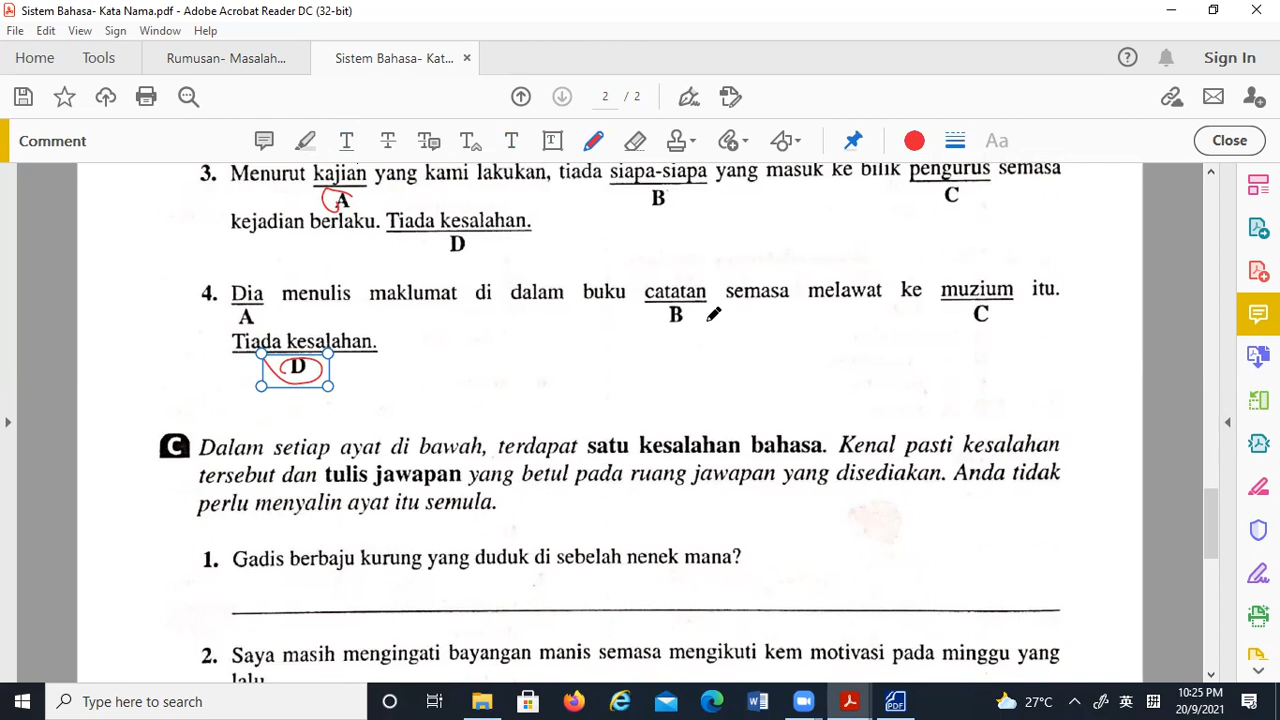 Sistem Bahasa- Kata Nama.pdf - Adobe Acrobat Reader DC (32-bit)
File Edit View Sign Window Help
Home Tools Rumusan- Masalah... Sistem Bahasa- Kat... × ? Sign In
2 / 2
Comment T T T T Aa Close
3. Menurut kajian yang kami lakukan, tiada siapa-siapa yang masuk ke bilik pengurus semasa
A B C
kejadian berlaku. Tiada kesalahan.
D
4. Dia menulis maklumat di dalam buku catatan semasa melawat ke muzium itu.
A B C
Tiada kesalahan.
D
C Dalam setiap ayat di bawah, terdapat satu kesalahan bahasa. Kenal pasti kesalahan
tersebut dan tulis jawapan yang betul pada ruang jawapan yang disediakan. Anda tidak
perlu menyalin ayat itu semula.
1. Gadis berbaju kurung yang duduk di sebelah nenek mana?
2. Saya masih mengingati bayangan manis semasa mengikuti kem motivasi pada minggu yang
lalu.
Type here to search 27°C 英 拼 10:25 PM
20/9/2021